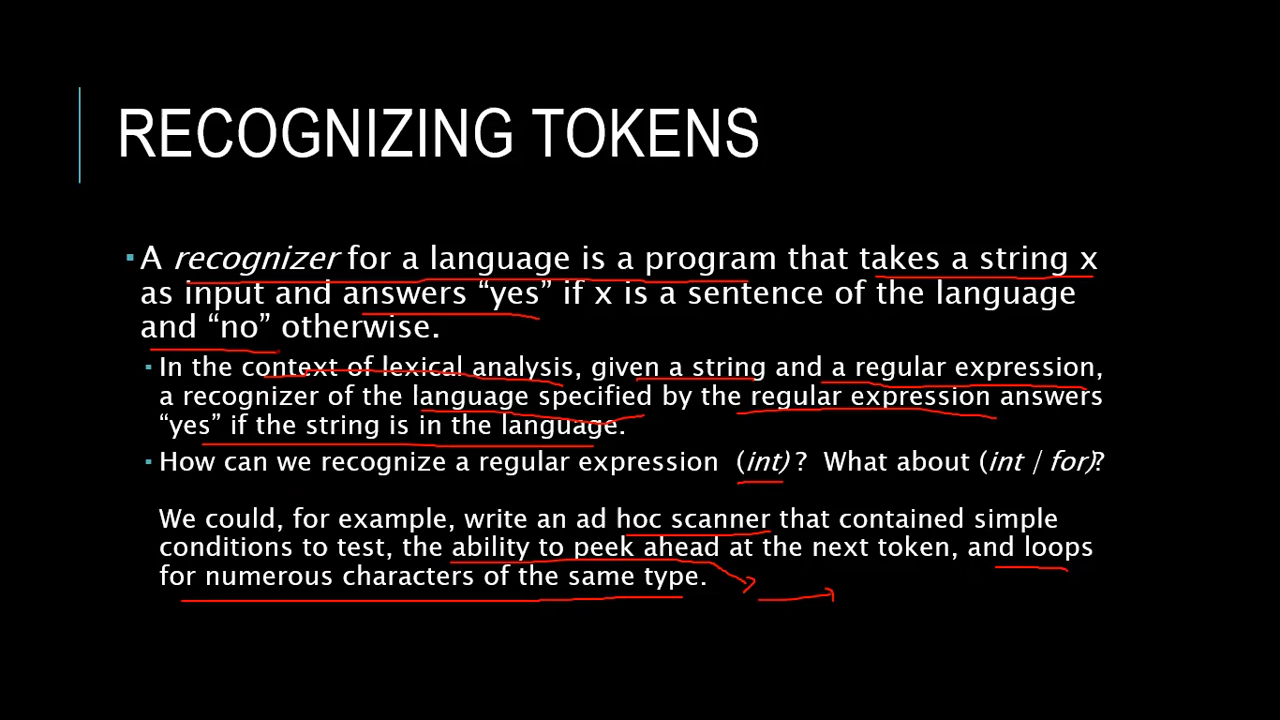 RECOGNIZING TOKENS
▪ A recognizer for a language is a program that takes a string x
as input and answers “yes” if x is a sentence of the language
and “no” otherwise.
▪ In the context of lexical analysis, given a string and a regular expression,
a recognizer of the language specified by the regular expression answers
“yes” if the string is in the language.
▪ How can we recognize a regular expression (int) ? What about (int / for)?
We could, for example, write an ad hoc scanner that contained simple
conditions to test, the ability to peek ahead at the next token, and loops
for numerous characters of the same type.